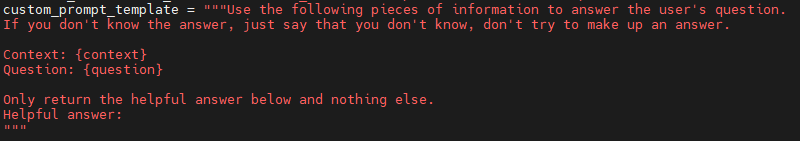 custom_prompt_template = """Use the following pieces of information to answer the user's question.
If you don't know the answer, just say that you don't know, don't try to make up an answer.
Context: {context}
Question: {question}
Only return the helpful answer below and nothing else.
Helpful answer:
"""